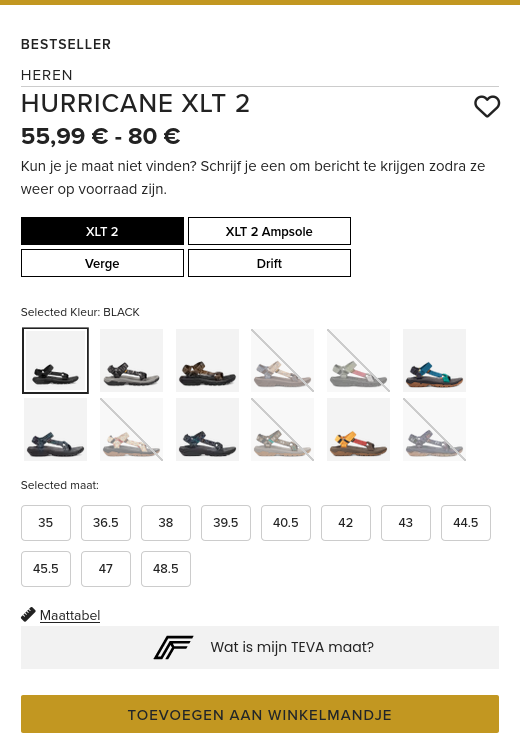 BESTSELLER
HEREN
HURRICANE XLT 2
55,99 € - 80 €
Kun je je maat niet vinden? Schrijf je een om bericht te krijgen zodra ze
weer op voorraad zijn.
XLT 2
XLT 2 Ampsole
Verge
Drift
Selected Kleur: BLACK
Selected maat:
35 36.5 38 39.5 40.5 42 43 44.5
45.5 47 48.5
Maattabel
Wat is mijn TEVA maat?
TOEVOEGEN AAN WINKELMANDJE